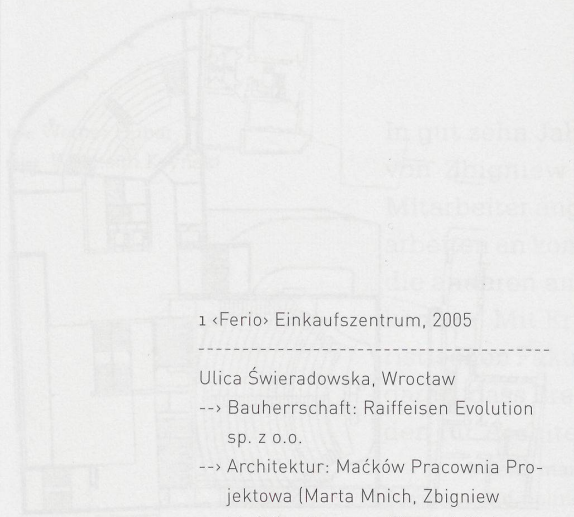 1 ‹Ferio› Einkaufszentrum, 2005
Ulica Świeradowska, Wrocław
--› Bauherrschaft: Raiffeisen Evolution
sp. z o.o.
--› Architektur: Maćków Pracownia Pro-
jektowa (Marta Mnich, Zbigniew